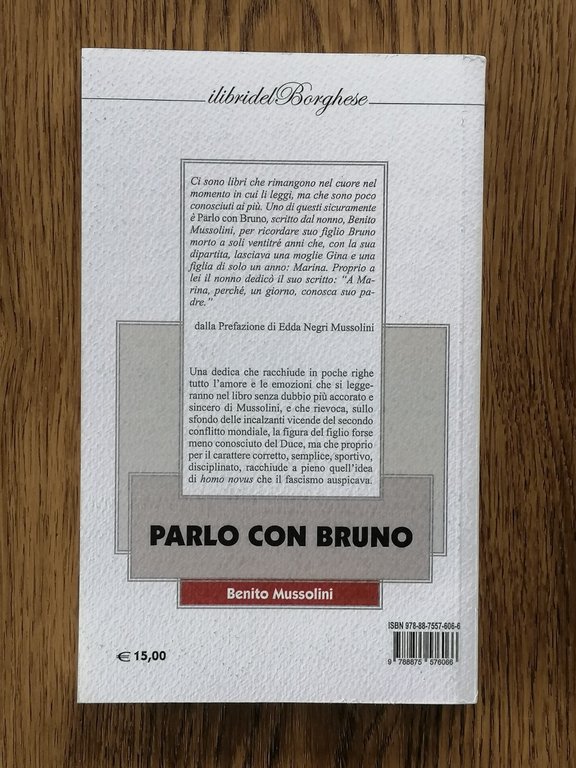 ilibridelBorghese
Ci sono libri che rimangono nel cuore nel
momento in cui li leggi, ma che sono poco
conosciuti ai più. Uno di questi sicuramente
è Parlo con Bruno, scritto dal nonno, Benito
Mussolini, per ricordare suo figlio Bruno
morto a soli ventitré anni che, con la sua
dipartita, lasciava una moglie Gina e una
figlia di solo un anno: Marina. Proprio a
lei il nonno dedicò il suo scritto: “A Ma-
rina, perché, un giorno, conosca suo pa-
dre.”
dalla Prefazione di Edda Negri Mussolini
Una dedica che racchiude in poche righe
tutto l’amore e le emozioni che si legge-
ranno nel libro senza dubbio più accorato e
sincero di Mussolini, e che rievoca, sullo
sfondo delle incalzanti vicende del secondo
conflitto mondiale, la figura del figlio forse
meno conosciuto del Duce, ma che proprio
per il carattere corretto, semplice, sportivo,
disciplinato, racchiude a pieno quell’idea
di homo novus che il fascismo auspicava.
PARLO CON BRUNO
Benito Mussolini
€ 15,00
ISBN 978-88-7557-606-6
9 788875 576066